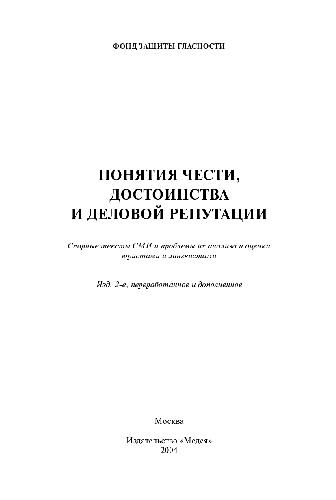 ФОНД ЗАЩИТЫ ГЛАСНОСТИ
ПОНЯТИЯ ЧЕСТИ,
ДОСТОИНСТВА
И ДЕЛОВОЙ РЕПУТАЦИИ
Спорные тексты СМИ и проблемы их анализа и оценки
юристами и лингвистами
Изд. 2-е, переработанное и дополненное
Москва
Издательство «Медея»
2004